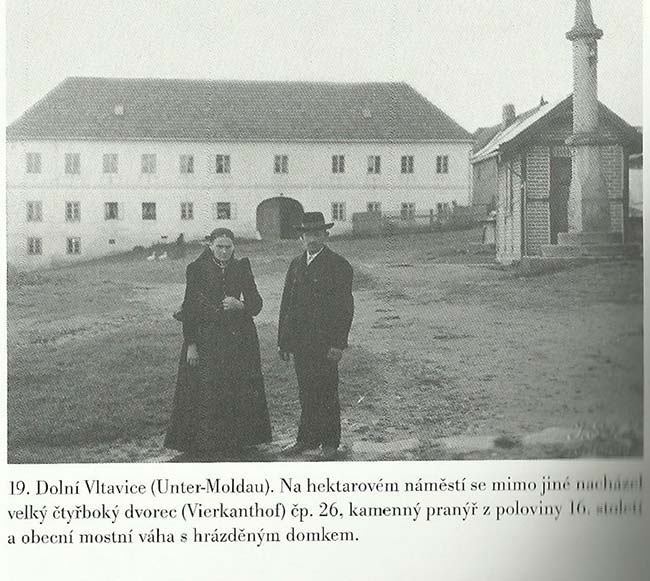 19. Dolní Vltavice (Unter-Moldau). Na hektarovém náměstí se mimo jiné nacházel
velký čtyřboký dvorec (Vierkanthof) čp. 26, kamenný pranýř z poloviny 16. století
a obecní mostní váha s hrázděným domkem.